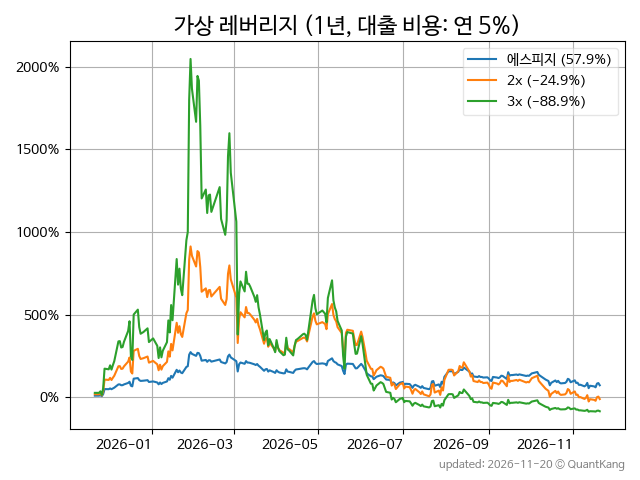 가상 레버리지 (1년, 대출 비용: 연 5%)
에스피지 (57.9%)
2x (−24.9%)
3x (−88.9%)
2000%
1500%
1000%
500%
0%
2026-01 2026-03 2026-05 2026-07 2026-09 2026-11
updated: 2026-11-20 © QuantKang